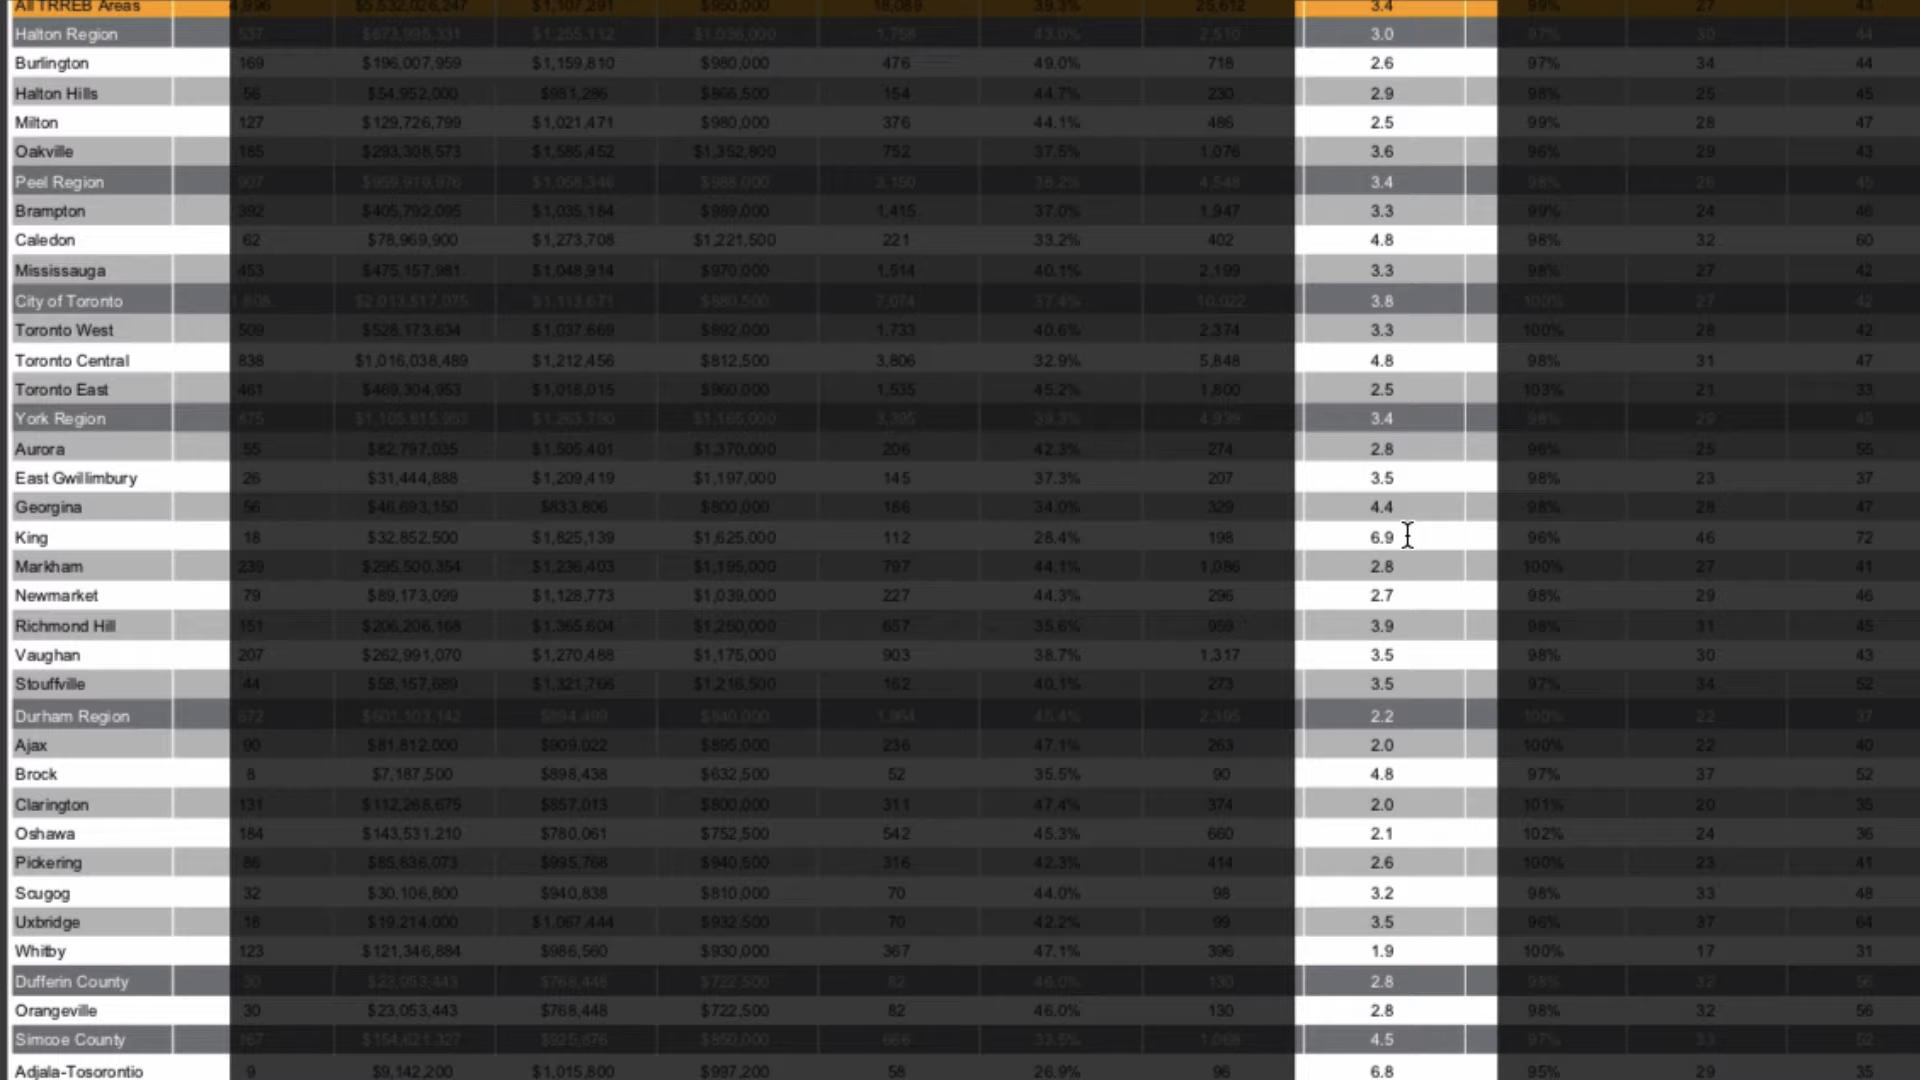 All TRREB Areas 4,996 $5,532,026,247 $1,107,291 $950,000 18,089 39.3% 25,612 3.4 99% 27 43
Halton Region 537 $673,995,331 $1,255,112 $1,036,000 1,758 43.0% 2,510 3.0 97% 30 44
Burlington 169 $196,007,959 $1,159,810 $980,000 476 49.0% 718 2.6 97% 34 44
Halton Hills 56 $54,952,000 $981,286 $866,500 154 44.7% 230 2.9 98% 25 45
Milton 127 $129,726,799 $1,021,471 $980,000 376 44.1% 486 2.5 99% 28 47
Oakville 185 $293,308,573 $1,585,452 $1,352,800 752 37.5% 1,076 3.6 96% 29 43
Peel Region 907 $959,919,976 $1,058,346 $988,000 3,150 38.2% 4,548 3.4 98% 26 45
Brampton 392 $405,792,095 $1,035,184 $989,000 1,415 37.0% 1,947 3.3 99% 24 46
Caledon 62 $78,969,900 $1,273,708 $1,221,500 221 33.2% 402 4.8 98% 32 60
Mississauga 453 $475,157,981 $1,048,914 $970,000 1,514 40.1% 2,199 3.3 98% 27 42
City of Toronto 1,808 $2,013,517,075 $1,113,671 $880,500 7,074 37.4% 10,022 3.8 100% 27 42
Toronto West 509 $528,173,634 $1,037,669 $892,000 1,733 40.6% 2,374 3.3 100% 28 42
Toronto Central 838 $1,016,038,489 $1,212,456 $812,500 3,806 32.9% 5,848 4.8 98% 31 47
Toronto East 461 $469,304,953 $1,018,015 $960,000 1,535 45.2% 1,800 2.5 103% 21 33
York Region 875 $1,105,815,953 $1,263,790 $1,165,000 3,395 39.3% 4,939 3.4 98% 29 45
Aurora 55 $82,797,035 $1,505,401 $1,370,000 206 42.3% 274 2.8 96% 25 55
East Gwillimbury 26 $31,444,888 $1,209,419 $1,197,000 145 37.3% 207 3.5 98% 23 37
Georgina 56 $46,693,150 $833,806 $800,000 186 34.0% 329 4.4 98% 28 47
King 18 $32,852,500 $1,825,139 $1,625,000 112 28.4% 198 6.9 96% 46 72
Markham 239 $295,500,354 $1,236,403 $1,195,000 797 44.1% 1,086 2.8 100% 27 41
Newmarket 79 $89,173,099 $1,128,773 $1,039,000 227 44.3% 296 2.7 98% 29 46
Richmond Hill 151 $206,206,168 $1,365,604 $1,250,000 657 35.6% 959 3.9 98% 31 45
Vaughan 207 $262,991,070 $1,270,488 $1,175,000 903 38.7% 1,317 3.5 98% 30 43
Stouffville 44 $58,157,689 $1,321,766 $1,216,500 162 40.1% 273 3.5 97% 34 52
Durham Region 672 $601,103,142 $894,499 $840,000 1,964 45.4% 2,395 2.2 100% 22 37
Ajax 90 $81,812,000 $909,022 $895,000 236 47.1% 263 2.0 100% 22 40
Brock 8 $7,187,500 $898,438 $632,500 52 35.5% 90 4.8 97% 37 52
Clarington 131 $112,268,675 $857,013 $800,000 311 47.4% 374 2.0 101% 20 35
Oshawa 184 $143,531,210 $780,061 $752,500 542 45.3% 660 2.1 102% 24 36
Pickering 86 $85,636,073 $995,768 $940,500 316 42.3% 414 2.6 100% 23 41
Scugog 32 $30,106,800 $940,838 $810,000 70 44.0% 98 3.2 98% 33 48
Uxbridge 18 $19,214,000 $1,067,444 $932,500 70 42.2% 99 3.5 96% 37 64
Whitby 123 $121,346,884 $986,560 $930,000 367 47.1% 396 1.9 100% 17 31
Dufferin County 30 $23,053,443 $768,448 $722,500 82 46.0% 130 2.8 98% 32 56
Orangeville 30 $23,053,443 $768,448 $722,500 82 46.0% 130 2.8 98% 32 56
Simcoe County 167 $154,621,327 $925,876 $850,000 666 33.5% 1,068 4.5 97% 33 52
Adjala-Tosorontio 9 $9,142,200 $1,015,800 $997,200 58 26.9% 96 6.8 95% 29 35